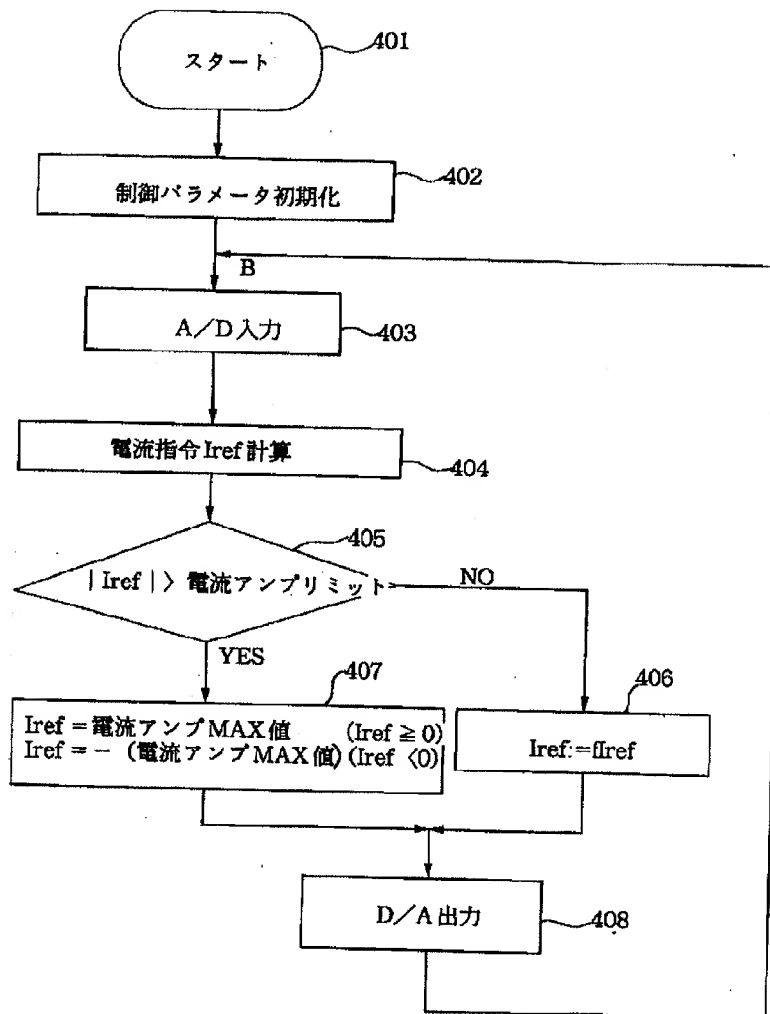 スタート
401
制御パラメータ初期化
402
B
A／D入力
403
電流指令Iref計算
404
405
｜Iref｜〉電流アンプリミット
NO
YES
407
Iref＝電流アンプMAX値 (Iref≧0)
Iref＝－（電流アンプMAX値）(Iref〈0)
406
Iref:=fIref
D／A出力
408